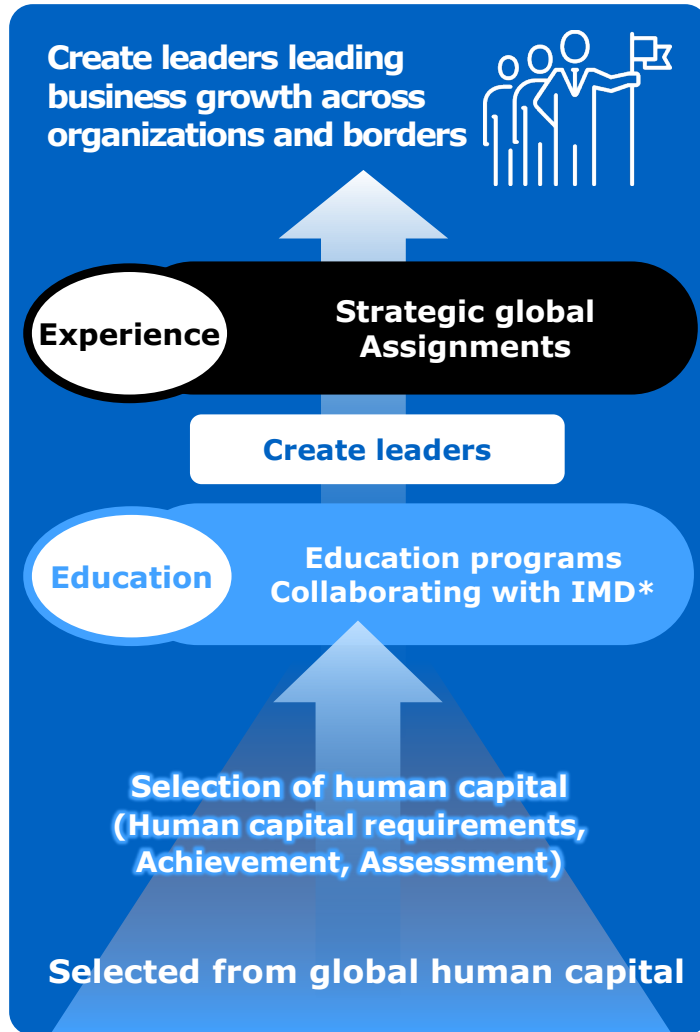 Create leaders leading
business growth across
organizations and borders
Experience
Strategic global
Assignments
Create leaders
Education
Education programs
Collaborating with IMD*
Selection of human capital
(Human capital requirements,
Achievement, Assessment)
Selected from global human capital